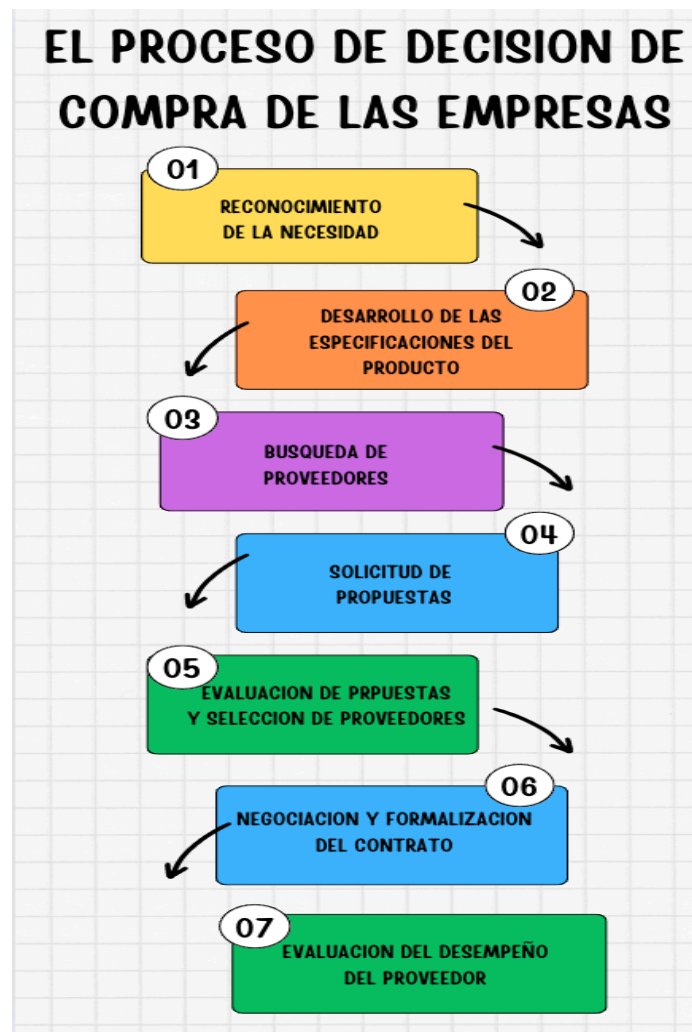 EL PROCESO DE DECISION DE
COMPRA DE LAS EMPRESAS
01
RECONOCIMIENTO
DE LA NECESIDAD
02
DESARROLLO DE LAS
ESPECIFICACIONES DEL
PRODUCTO
03
BUSQUEDA DE
PROVEEDORES
04
SOLICITUD DE
PROPUESTAS
05
EVALUACION DE PRPUESTAS
Y SELECCION DE PROVEEDORES
06
NEGOCIACION Y FORMALIZACION
DEL CONTRATO
07
EVALUACION DEL DESEMPEÑO
DEL PROVEEDOR